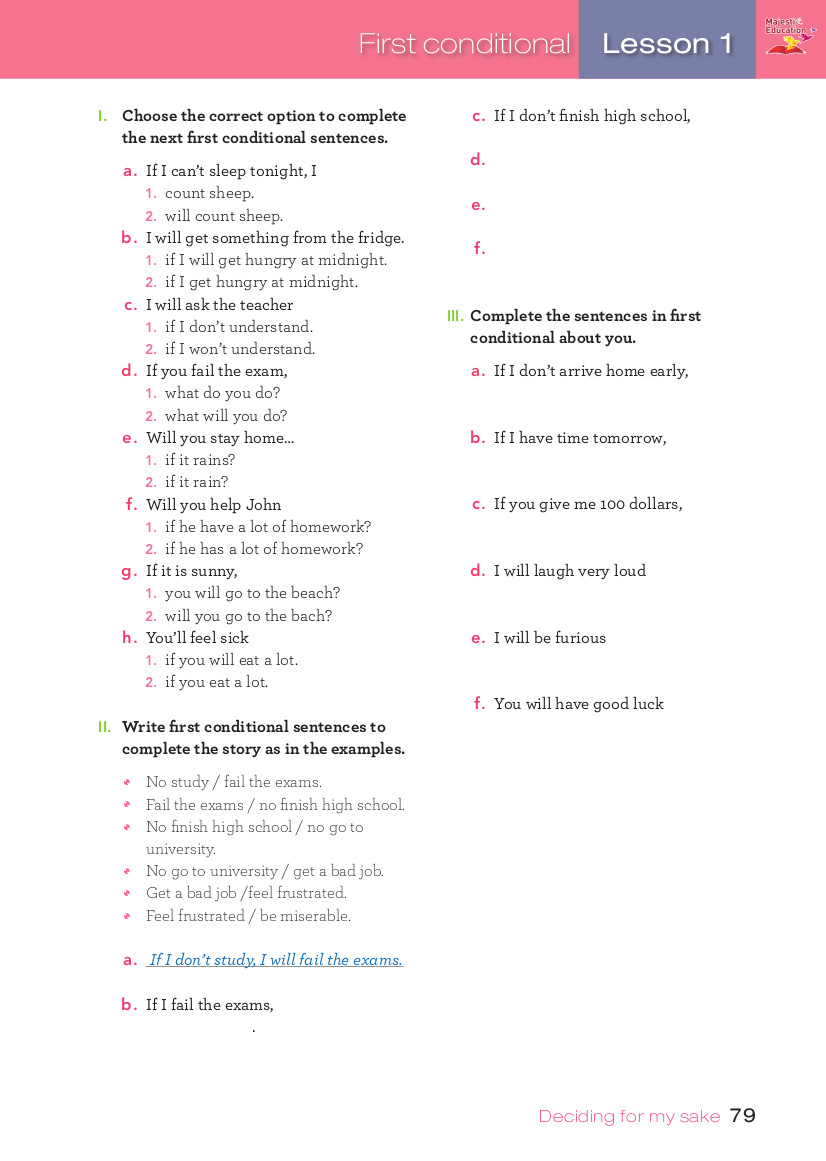 First conditional Lesson 1
Majestic
Education
I. Choose the correct option to complete
the next first conditional sentences.
a. If I can't sleep tonight, I
1. count sheep.
2. will count sheep.
b. I will get something from the fridge.
1. if I will get hungry at midnight.
2. if I get hungry at midnight.
c. I will ask the teacher
1. if I don't understand.
2. if I won't understand.
d. If you fail the exam,
1. what do you do?
2. what will you do?
e. Will you stay home...
1. if it rains?
2. if it rain?
f. Will you help John
1. if he have a lot of homework?
2. if he has a lot of homework?
g. If it is sunny,
1. you will go to the beach?
2. will you go to the bach?
h. You'll feel sick
1. if you will eat a lot.
2. if you eat a lot.
II. Write first conditional sentences to
complete the story as in the examples.
No study / fail the exams.
Fail the exams / no finish high school.
No finish high school / no go to
university.
No go to university / get a bad job.
Get a bad job /feel frustrated.
Feel frustrated / be miserable.
a. If I don't study, I will fail the exams.
b. If I fail the exams,
.
c. If I don't finish high school,
d.
e.
f.
III. Complete the sentences in first
conditional about you.
a. If I don't arrive home early,
b. If I have time tomorrow,
c. If you give me 100 dollars,
d. I will laugh very loud
e. I will be furious
f. You will have good luck
Deciding for my sake 79